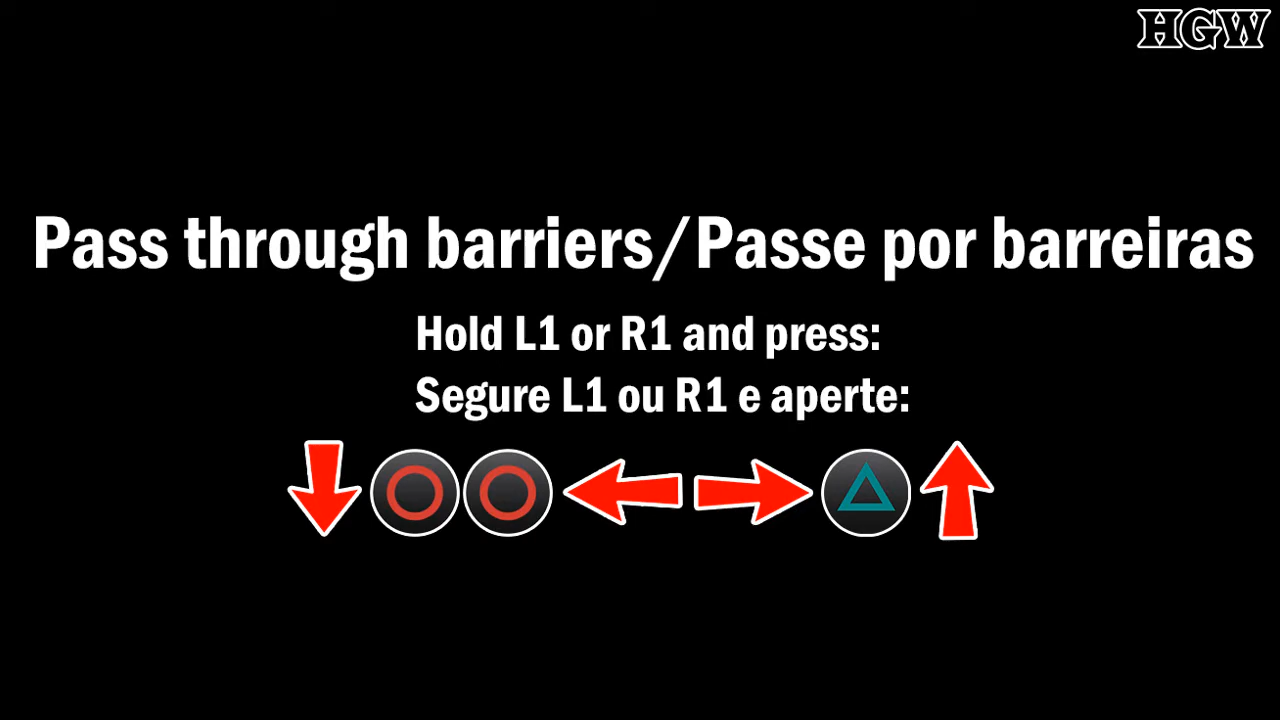 HGW
Pass through barriers/Passe por barreiras
Hold L1 or R1 and press:
Segure L1 ou R1 e aperte: